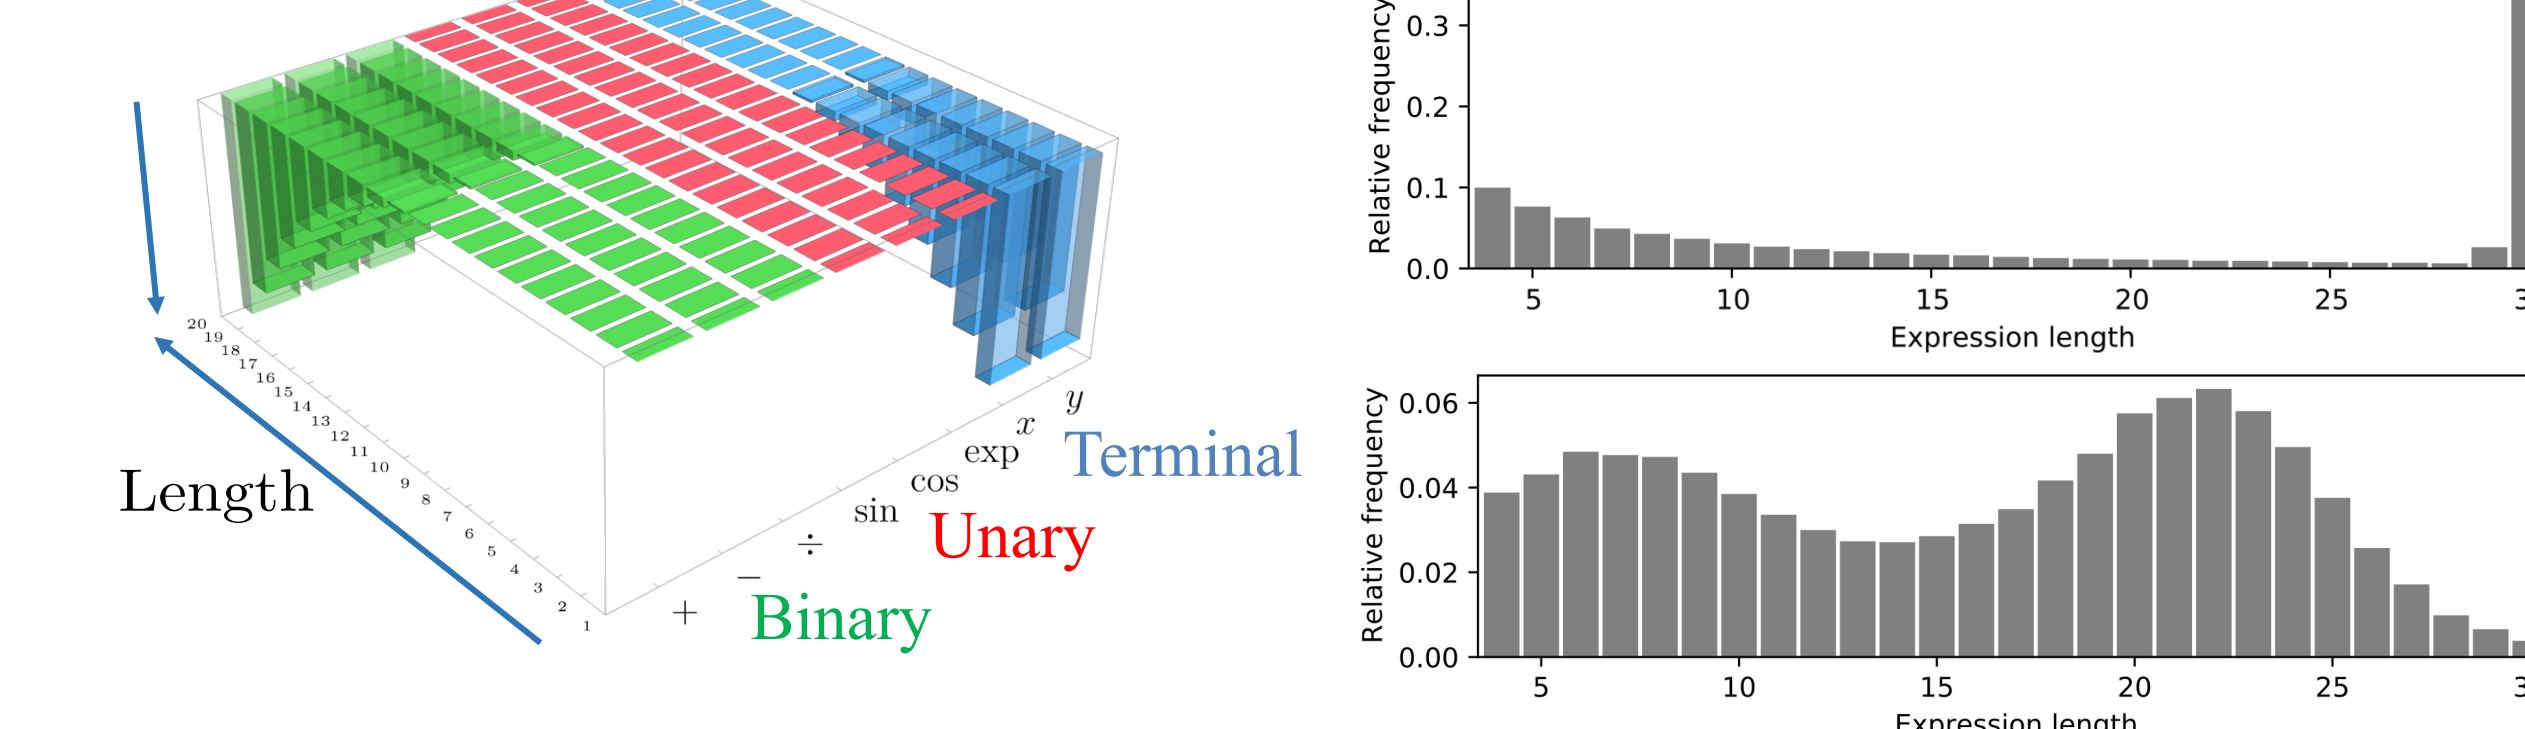 20
19
18
17
16
15
14
13
12
11
10
9
8
7
6
5
4
3
2
1
Length
+
−
÷
sin
cos
exp
x
y
Binary
Unary
Terminal
Relative frequency
0.3
0.2
0.1
0.0
5 10 15 20 25
Expression length
Relative frequency
0.06
0.04
0.02
0.00
5 10 15 20 25
Expression length